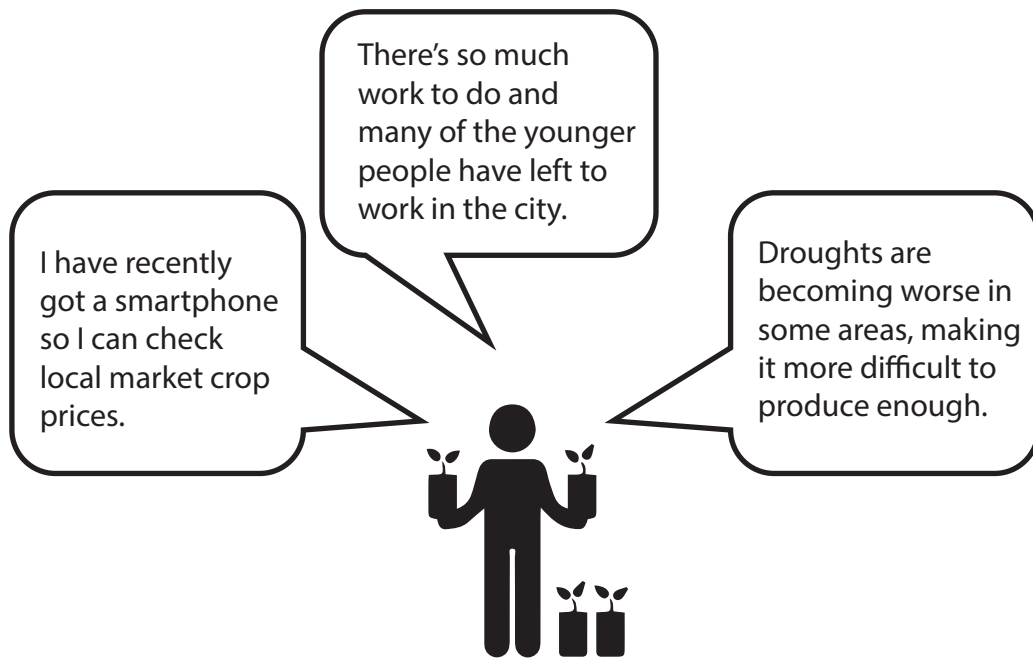 There’s so much
work to do and
many of the younger
people have left to
work in the city.
I have recently
got a smartphone
so I can check
local market crop
prices.
Droughts are
becoming worse in
some areas, making
it more difficult to
produce enough.